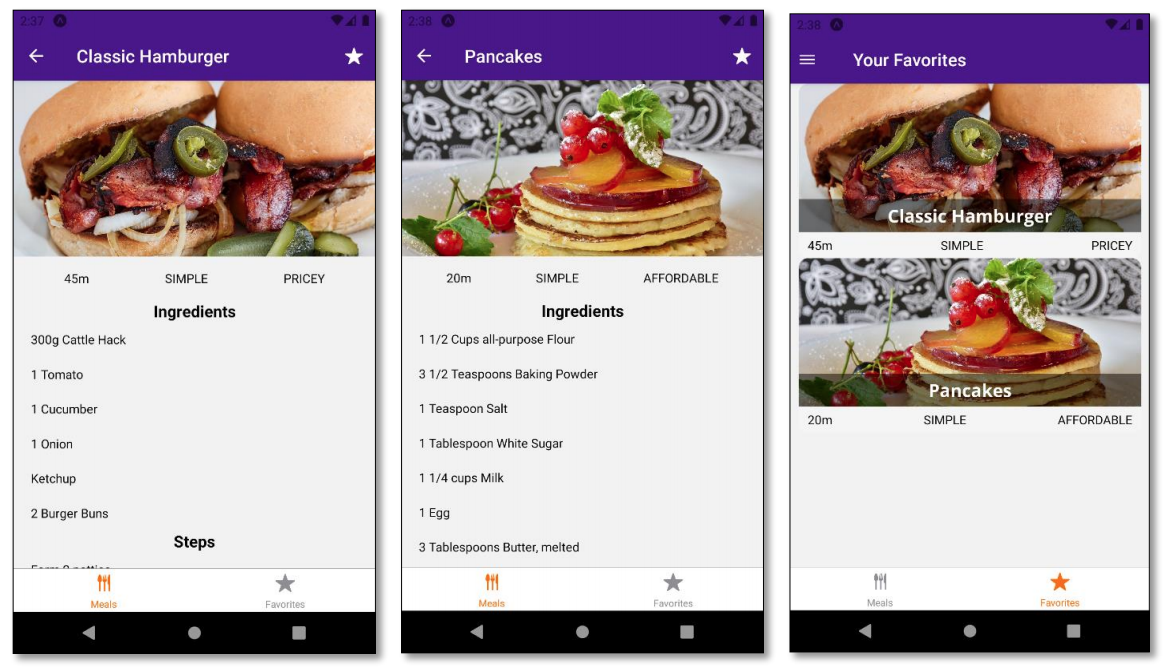 2:37
Classic Hamburger
45m SIMPLE PRICEY
Ingredients
300g Cattle Hack
1 Tomato
1 Cucumber
1 Onion
Ketchup
2 Burger Buns
Steps
Form 2 patties
Meals Favorites
2:38
Pancakes
20m SIMPLE AFFORDABLE
Ingredients
1 1/2 Cups all-purpose Flour
3 1/2 Teaspoons Baking Powder
1 Teaspoon Salt
1 Tablespoon White Sugar
1 1/4 cups Milk
1 Egg
3 Tablespoons Butter, melted
Meals Favorites
2:38
Your Favorites
Classic Hamburger
45m SIMPLE PRICEY
Pancakes
20m SIMPLE AFFORDABLE
Meals Favorites